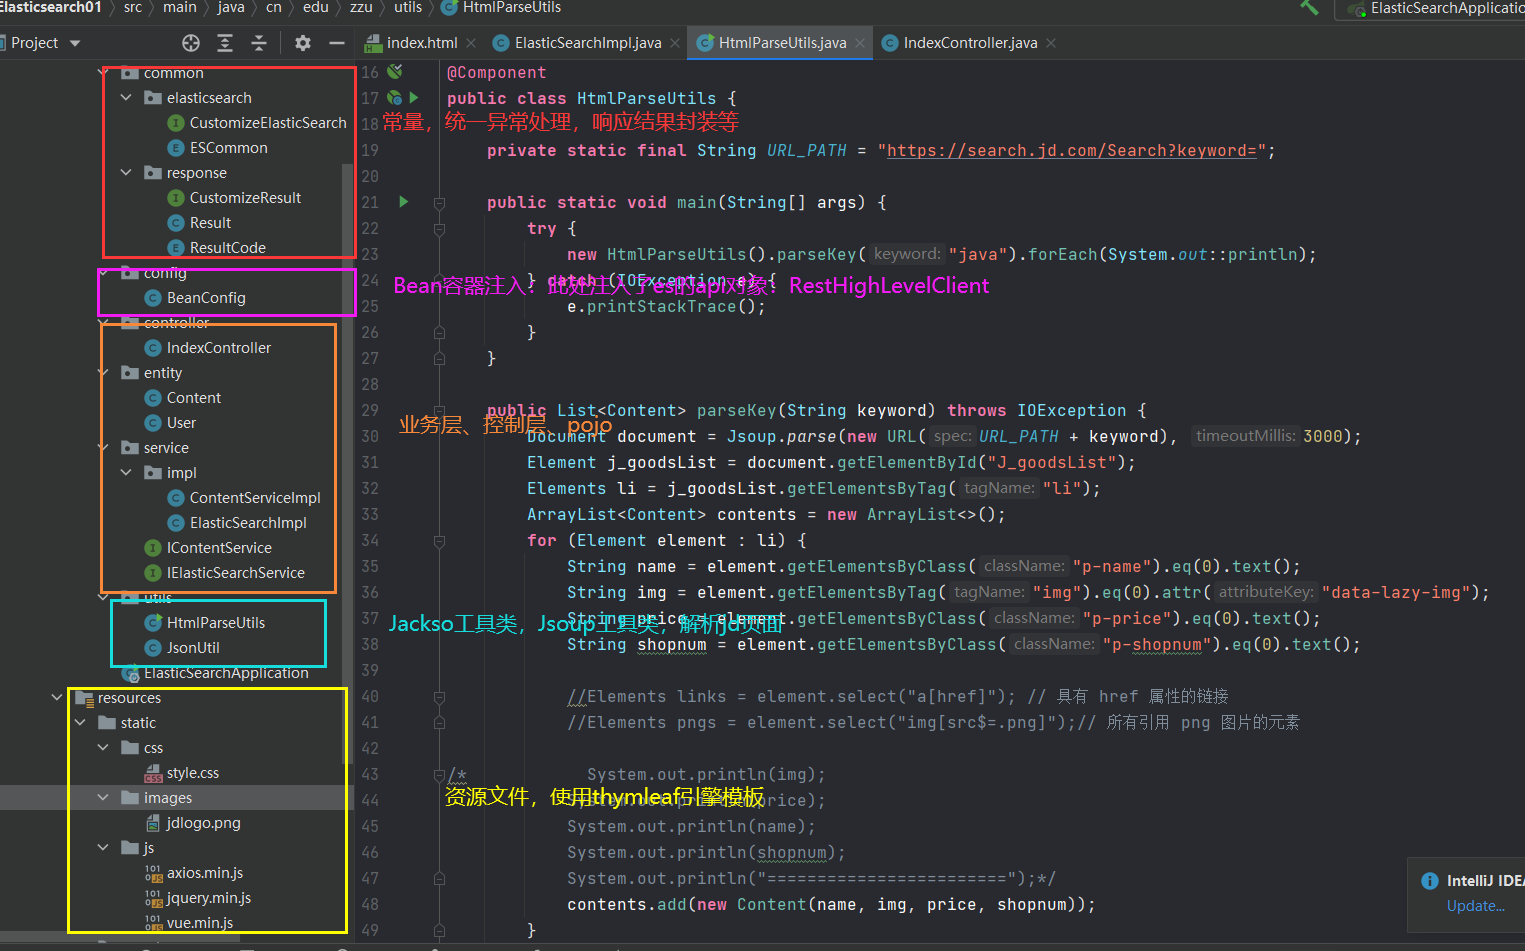 Elasticsearch01 〉 src 〉 main 〉 java 〉 cn 〉 edu 〉 zzu 〉 utils 〉 HtmlParseUtils
ElasticSearchApplicatio
Project
index.html
ElasticSearchImpl.java
HtmlParseUtils.java
IndexController.java
common
elasticsearch
CustomizeElasticSearch
ESCommon
response
CustomizeResult
Result
ResultCode
config
BeanConfig
controller
IndexController
entity
Content
User
service
impl
ContentServiceImpl
ElasticSearchImpl
IContentService
IElasticSearchService
utils
HtmlParseUtils
JsonUtil
ElasticSearchApplication
resources
static
css
style.css
images
jdlogo.png
js
axios.min.js
jquery.min.js
vue.min.js
16 @Component
17 public class HtmlParseUtils {
18
常量，统一异常处理，响应结果封装等
19 private static final String URL_PATH = "https://search.jd.com/Search?keyword=";
20
21 public static void main(String[] args) {
22 try {
23 new HtmlParseUtils().parseKey( keyword: "java").forEach(System.out::println);
24 } catch (IOException e) {
Bean容器注入：此处注入了es的api对象：RestHighLevelClient
25 e.printStackTrace();
26 }
27 }
28
29 public List<Content> parseKey(String keyword) throws IOException {
业务层、控制层、pojo
30 Document document = Jsoup.parse(new URL( spec: URL_PATH + keyword), timeoutMillis: 3000);
31 Element j_goodsList = document.getElementById("J_goodsList");
32 Elements li = j_goodsList.getElementsByTag( tagName: "li");
33 ArrayList<Content> contents = new ArrayList<>();
34 for (Element element : li) {
35 String name = element.getElementsByClass( className: "p-name").eq(0).text();
36 String img = element.getElementsByTag( tagName: "img").eq(0).attr( attributeKey: "data-lazy-img");
37 String price = element.getElementsByClass( className: "p-price").eq(0).text();
Jackso工具类，Jsoup工具类，解析jd页面
38 String shopnum = element.getElementsByClass( className: "p-shopnum").eq(0).text();
39
40 //Elements links = element.select("a[href]"); // 具有 href 属性的链接
41 //Elements pngs = element.select("img[src$=.png]");// 所有引用 png 图片的元素
42
43 /* System.out.println(img);
44 System.out.println(price);
资源文件，使用thymleaf引擎模板
45 System.out.println(name);
46 System.out.println(shopnum);
47 System.out.println("========================");*/
48 contents.add(new Content(name, img, price, shopnum));
49 }
IntelliJ IDEA
Update...